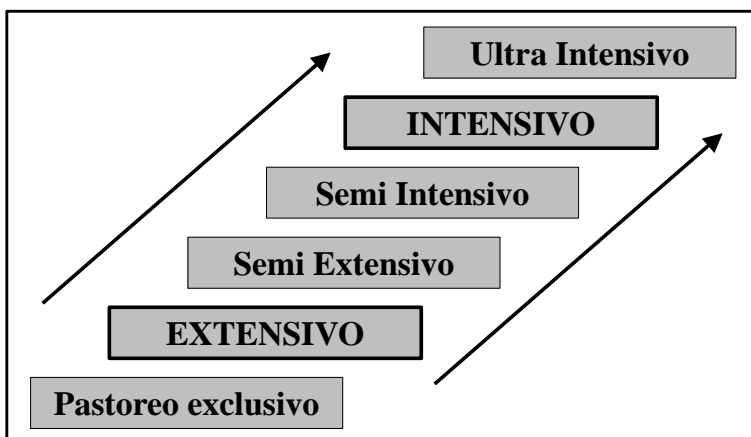 Ultra Intensivo
INTENSIVO
Semi Intensivo
Semi Extensivo
EXTENSIVO
Pastoreo exclusivo